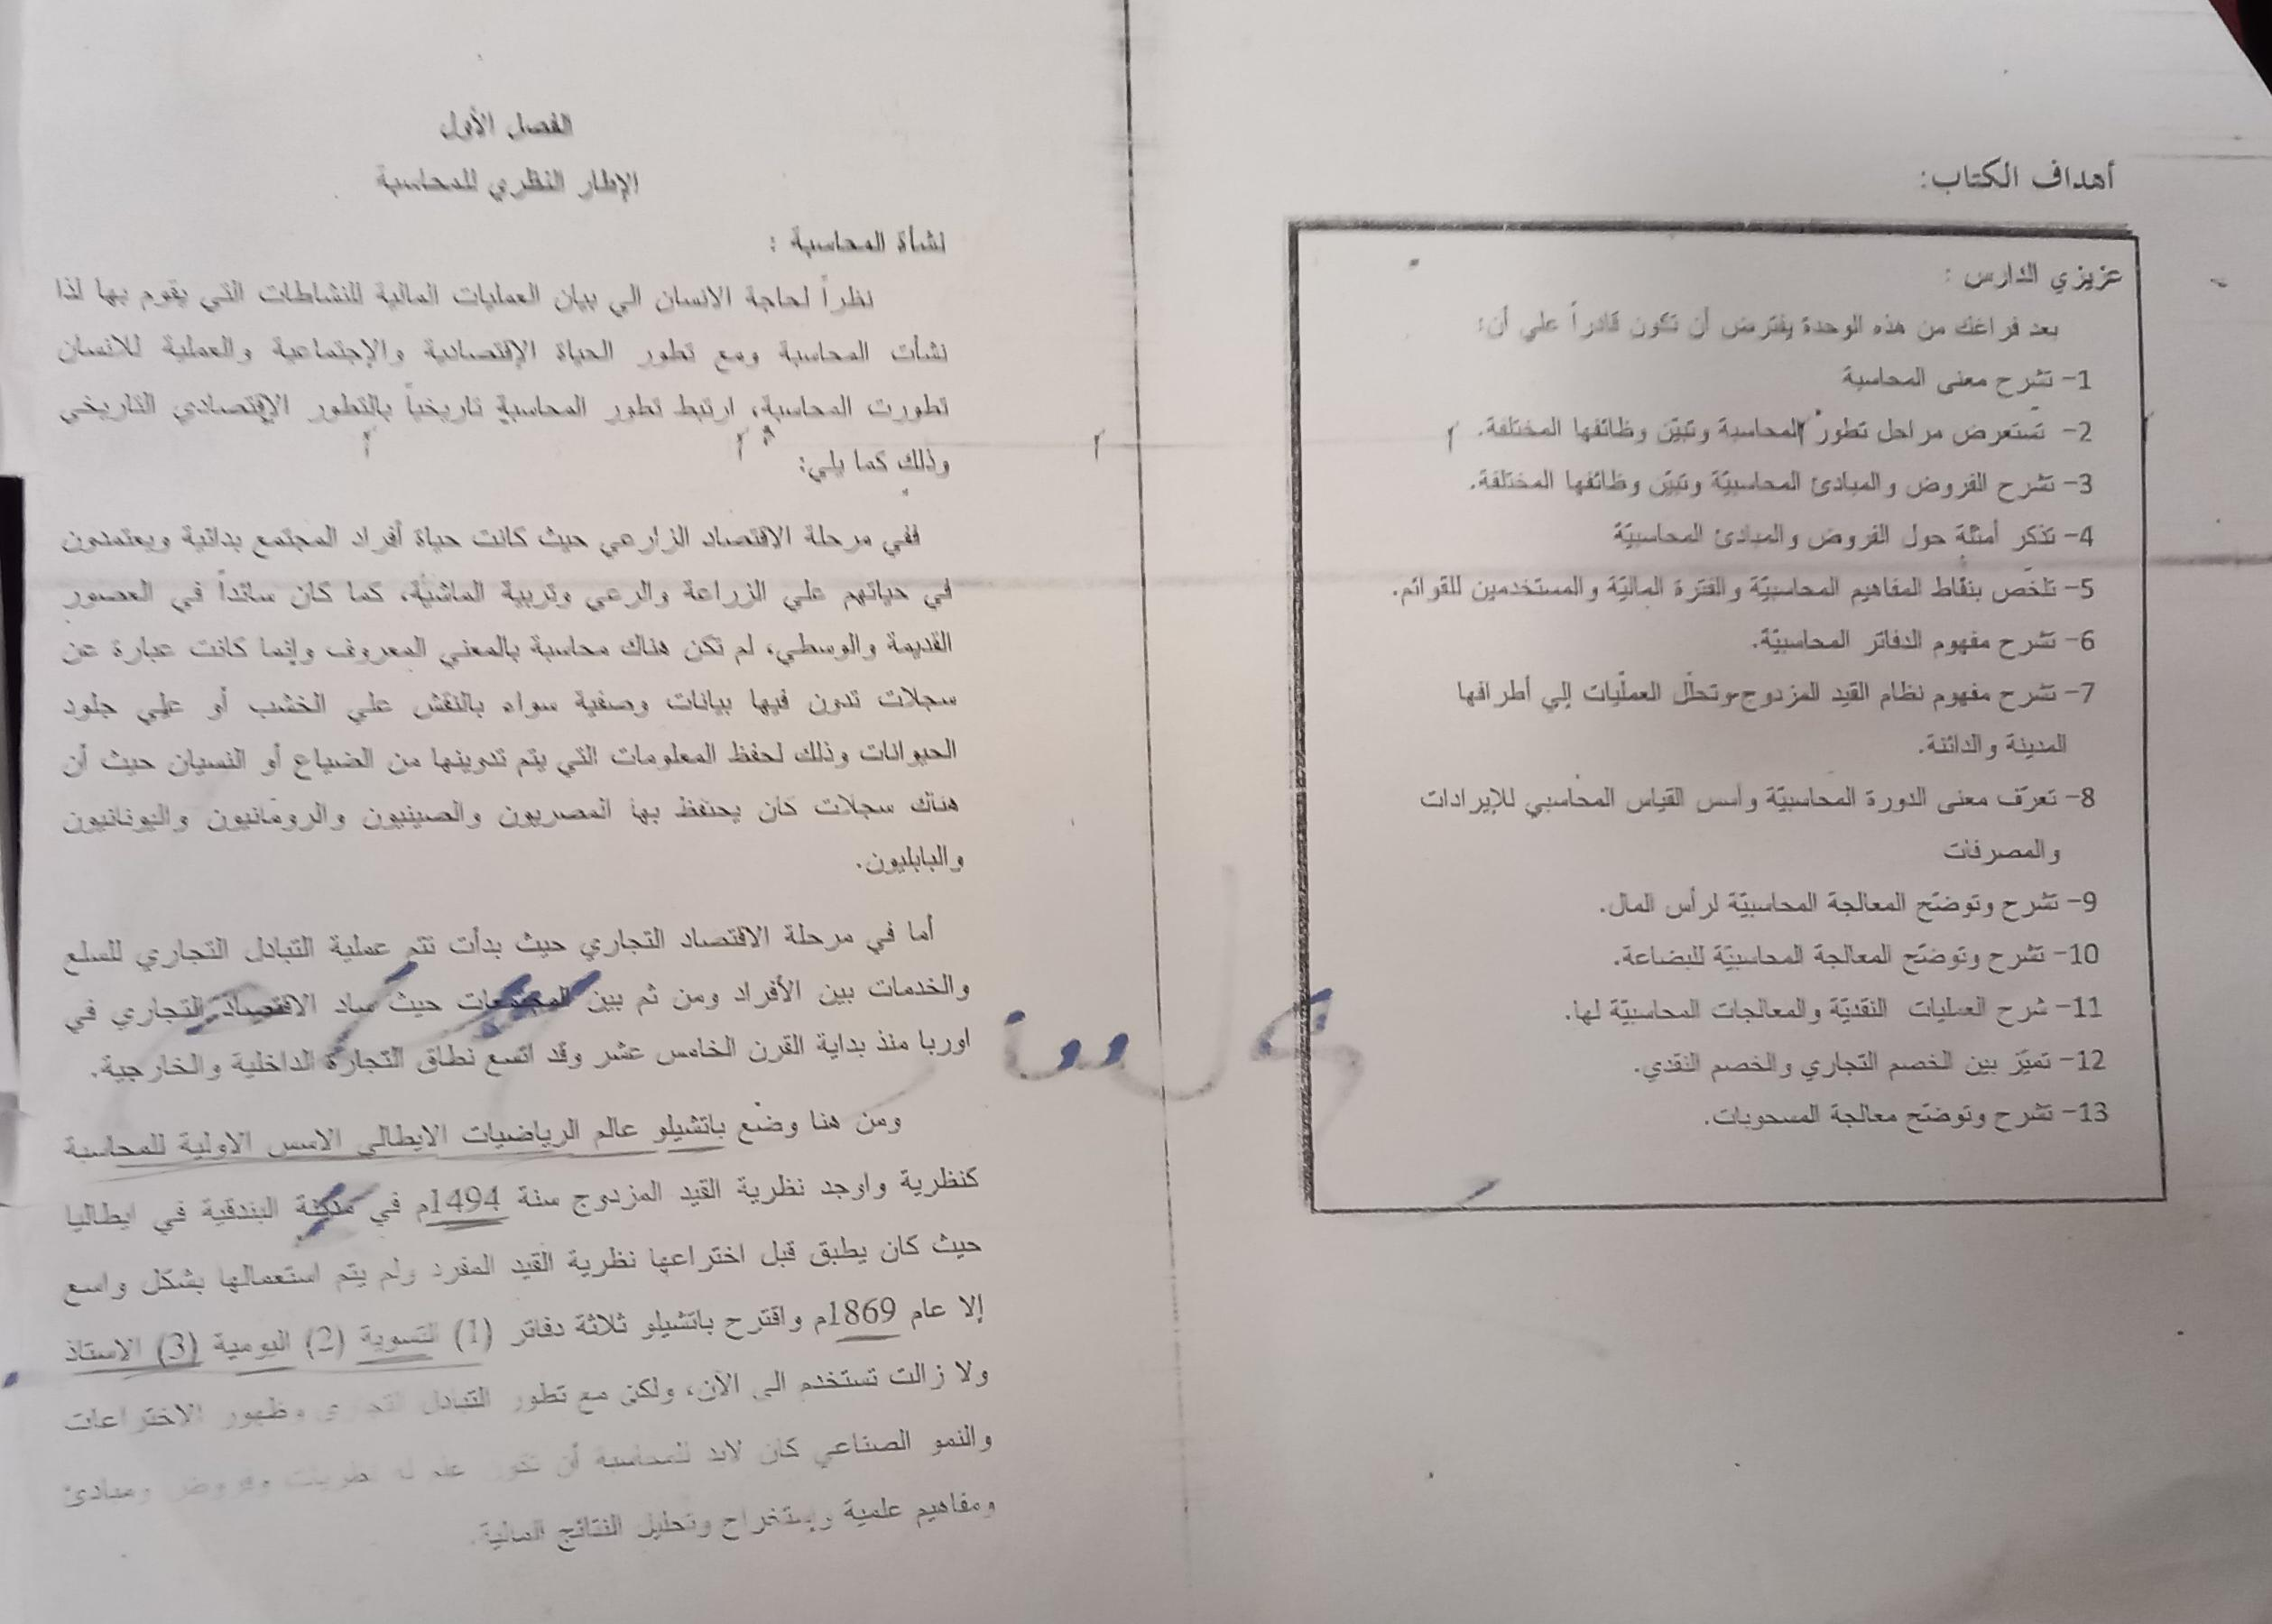 أهداف الكتاب:
عزيزي الدارس :
بعد فراغك من هذه الوحدة يفترض أن تكون قادراً علي أن:
1- تشرح معنى المحاسبة
2- تستعرض مراحل تطور المحاسبة وتبيّن وظائفها المختلفة.
3- تشرح الفروض والمبادئ المحاسبيّة وتبيّن وظائفها المختلفة.
4- تذكر أمثلة حول الفروض والمبادئ المحاسبيّة
5- تلخّص بنقاط المفاهيم المحاسبيّة والفترة الماليّة والمستخدمين للقوائم.
6- تشرح مفهوم الدفاتر المحاسبيّة.
7- تشرح مفهوم نظام القيد المزدوج وتحلّل العمليّات إلي أطرافها
المدينة والدائنة.
8- تعرّف معنى الدورة المحاسبيّة وأسس القياس المحاسبي للإيرادات
والمصرفات
9- تشرح وتوضّح المعالجة المحاسبيّة لرأس المال.
10- تشرح وتوضّح المعالجة المحاسبيّة للبضاعة.
11- شرح العمليات النقديّة والمعالجات المحاسبيّة لها.
12- تميّز بين الخصم التجاري والخصم النقدي.
13- تشرح وتوضّح معالجة المسحوبات.
الفصل الأول
الإطار النظري للمحاسبة
نشأة المحاسبة :
نظراً لحاجة الانسان الي بيان العمليات المالية للنشاطات التي يقوم بها لذا
نشأت المحاسبة ومع تطور الحياة الإقتصادية والإجتماعية والعملية للانسان
تطورت المحاسبة، ارتبط تطور المحاسبة تاريخياً بالتطور الإقتصادي التاريخي
وذلك كما يلي:
ففي مرحلة الاقتصاد الزارعي حيث كانت حياة أفراد المجتمع بدائية ويعتمدون
في حياتهم علي الزراعة والرعي وتربية الماشية، كما كان سائداً في العصور
القديمة والوسطي، لم تكن هناك محاسبة بالمعني المعروف وإنما كانت عبارة عن
سجلات تدون فيها بيانات وصفية سواء بالنقش علي الخشب أو علي جلود
الحيوانات وذلك لحفظ المعلومات التي يتم تدوينها من الضياع أو النسيان حيث أن
هناك سجلات كان يحتفظ بها المصريون والصينيون والرومانيون واليونانيون
والبابليون.
أما في مرحلة الاقتصاد التجاري حيث بدأت تتم عملية التبادل التجاري للسلع
والخدمات بين الأفراد ومن ثم بين المجتمعات حيث ساد الاقتصاد التجاري في
اوربا منذ بداية القرن الخامس عشر وقد اتسع نطاق التجارة الداخلية والخارجية.
ومن هنا وضع باتشيلو عالم الرياضيات الايطالي الاسس الاولية للمحاسبة
كنظرية واوجد نظرية القيد المزدوج سنة 1494م في مدينة البندقية في ايطاليا
حيث كان يطبق قبل اختراعها نظرية القيد المفرد ولم يتم استعمالها بشكل واسع
إلا عام 1869م واقترح باتشيلو ثلاثة دفاتر (1) التسوية (2) اليومية (3) الاستاذ
ولا زالت تستخدم الى الآن، ولكن مع تطور التبادل التجاري وظهور الاختراعات
والنمو الصناعي كان لابد للمحاسبة أن تكون علم له نظريات وفروض ومبادئ
ومفاهيم علمية وإستخراج وتحليل النتائج المالية.